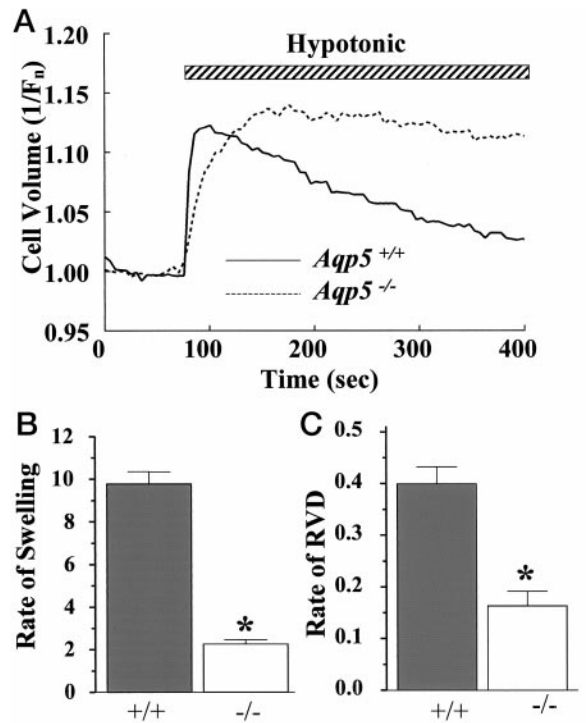 A
1.20
1.15
1.10
1.05
1.00
0.95
Cell Volume (1/Fn)
Hypotonic
Aqp5 +/+
Aqp5 -/-
0 100 200 300 400
Time (sec)
B
12
10
8
6
4
2
0
Rate of Swelling
*
+/+ -/-
C
0.5
0.4
0.3
0.2
0.1
0.0
Rate of RVD
*
+/+ -/-